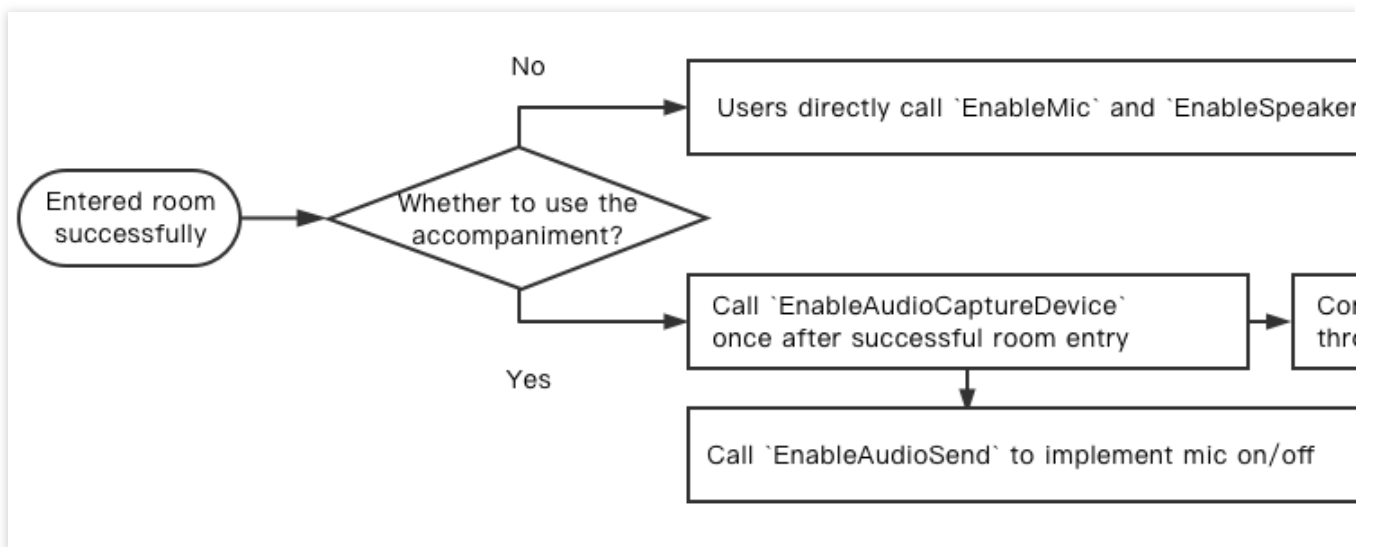 No
Users directly call `EnableMic` and `EnableSpeaker
Entered room
successfully
Whether to use the
accompaniment?
Call `EnableAudioCaptureDevice`
once after successful room entry
Yes
Call `EnableAudioSend` to implement mic on/off